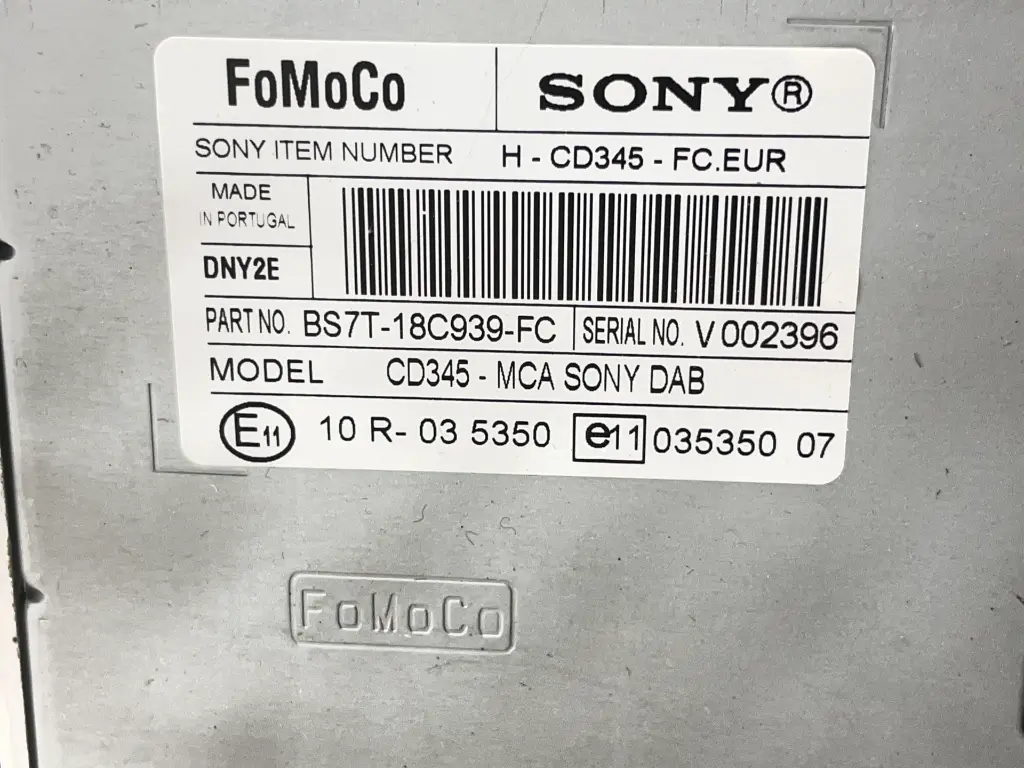 FoMoCo SONY®
SONY ITEM NUMBER H - CD345 - FC.EUR
MADE
IN PORTUGAL
DNY2E
PART NO. BS7T-18C939-FC SERIAL NO. V 002396
MODEL CD345 - MCA SONY DAB
E11 10 R- 03 5350 e11 035350 07
FoMoCo